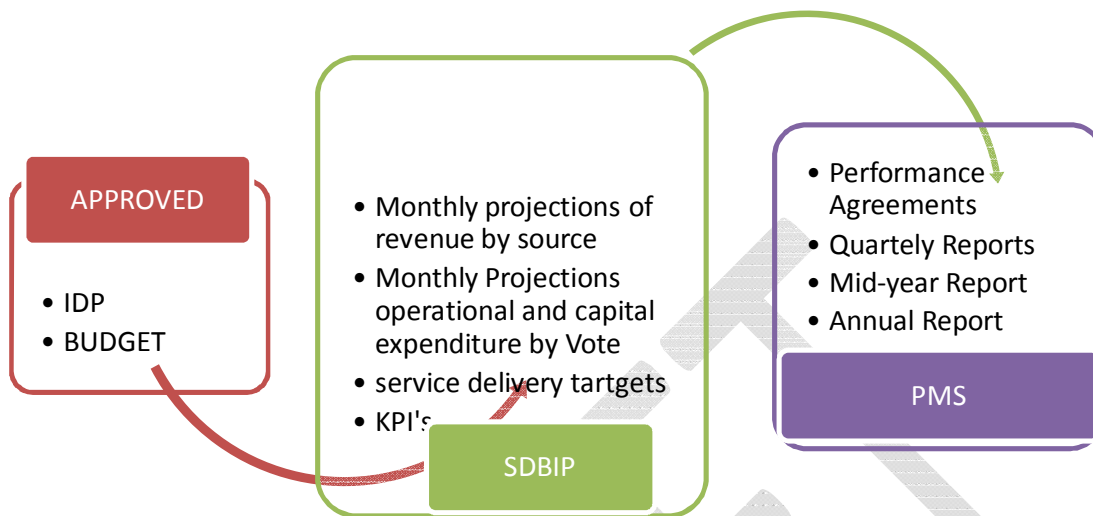 APPROVED
• IDP
• BUDGET
• Monthly projections of
revenue by source
• Monthly Projections
operational and capital
expenditure by Vote
• service delivery tartgets
• KPI's
SDBIP
• Performance
Agreements
• Quartely Reports
• Mid-year Report
• Annual Report
PMS